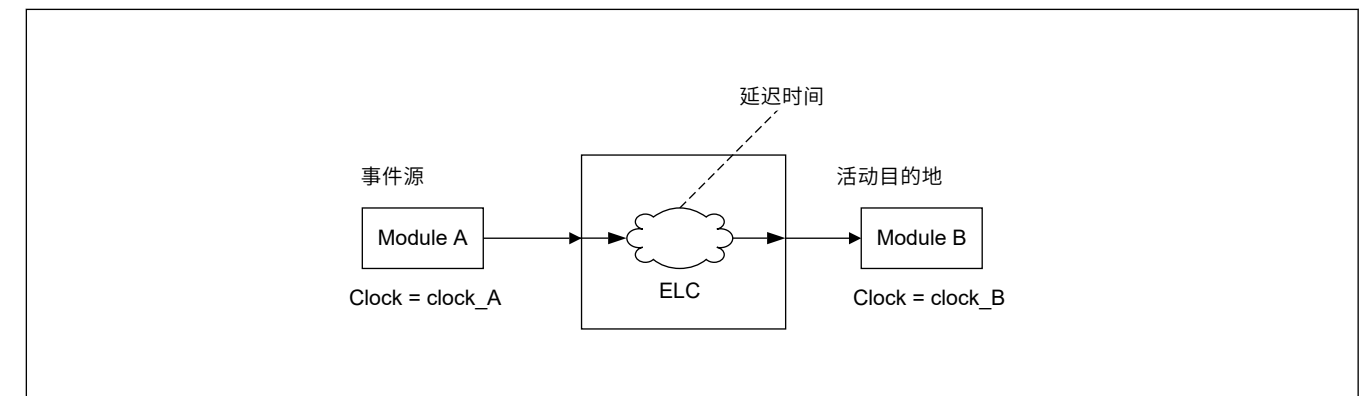 延迟时间
事件源
活动目的地
Module A
Module B
ELC
Clock = clock_A
Clock = clock_B